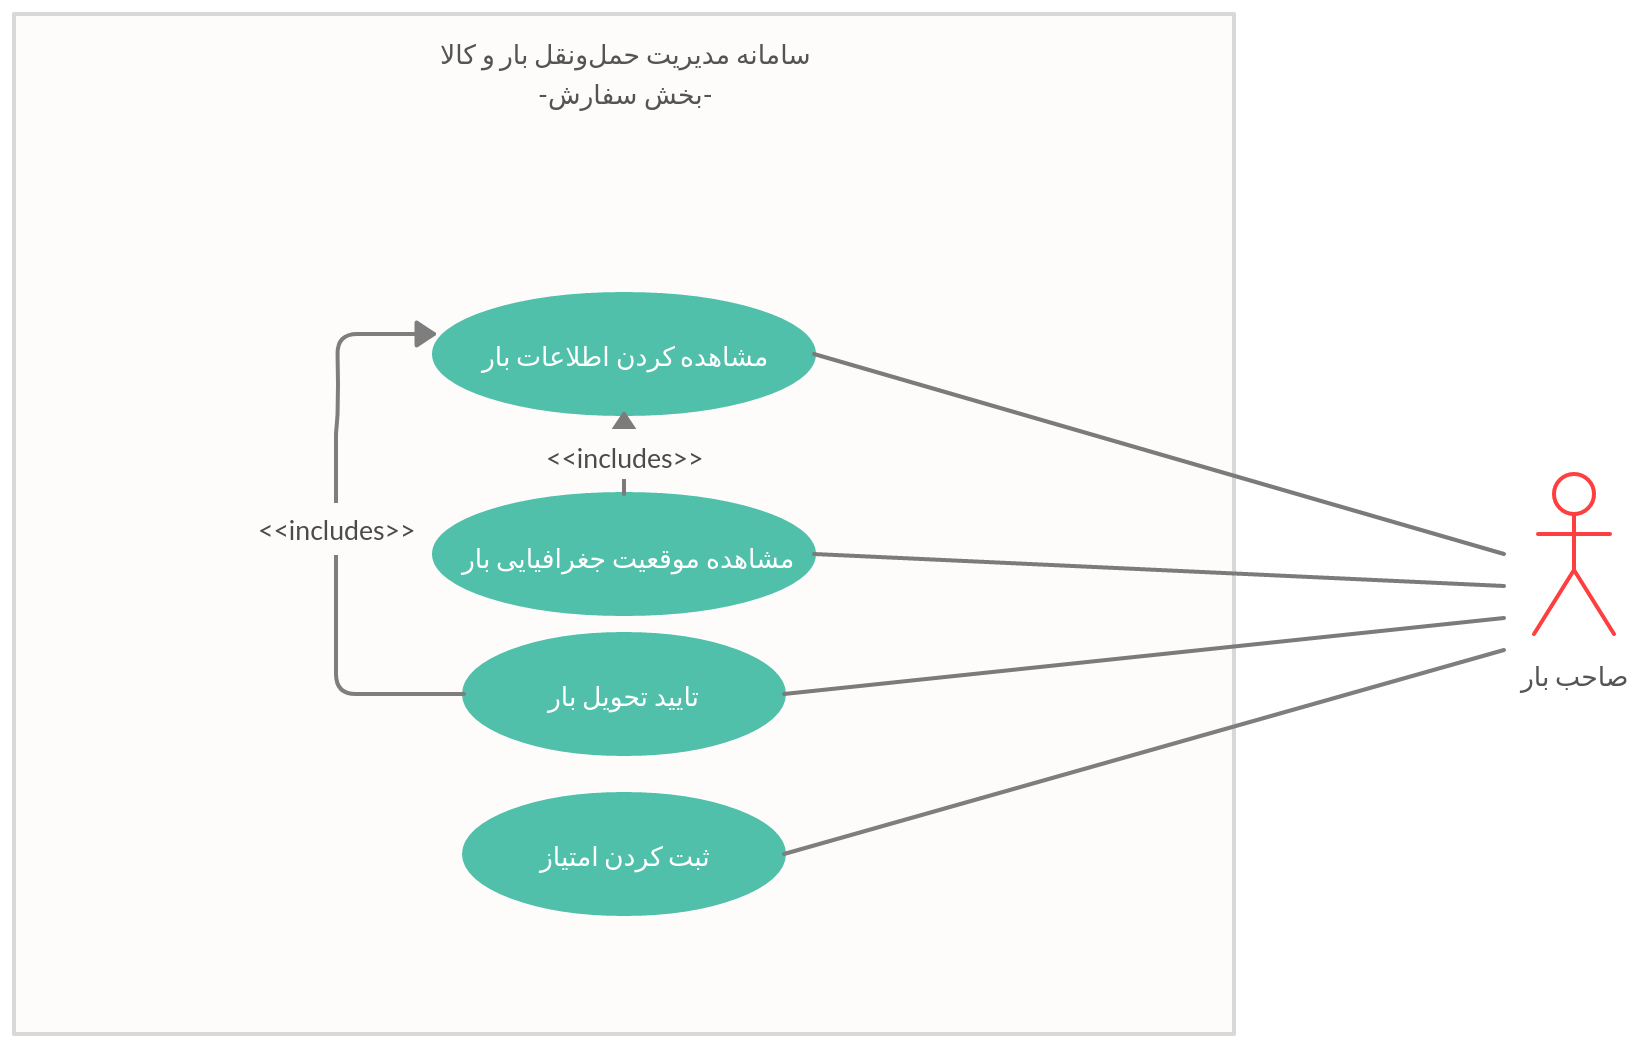 سامانه مدیریت حمل‌ونقل بار و کالا
-بخش سفارش-
مشاهده کردن اطلاعات بار
<<includes>>
<<includes>>
مشاهده موقعیت جغرافیایی بار
تایید تحویل بار
ثبت کردن امتیاز
صاحب بار